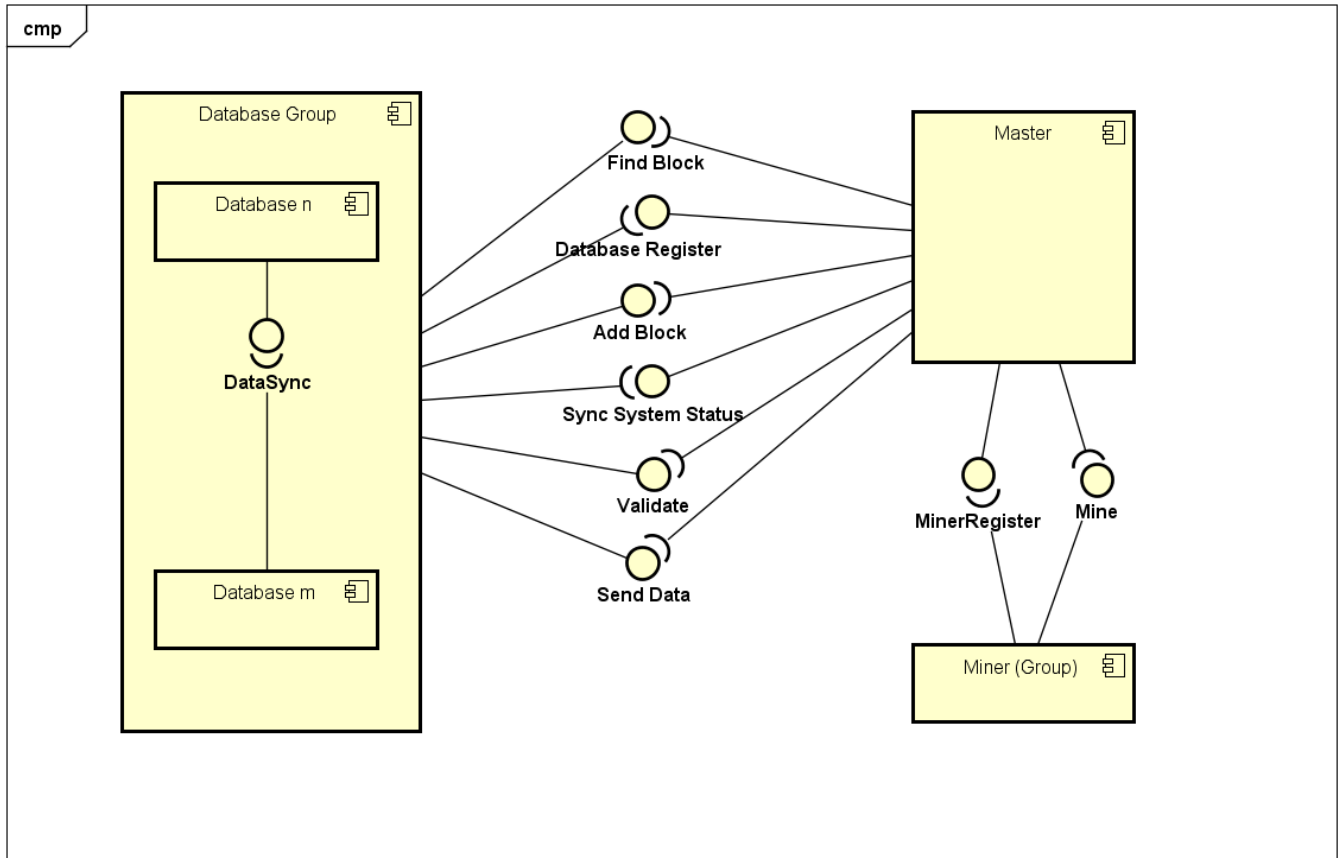 cmp
Database Group
Database n
DataSync
Database m
Find Block
Database Register
Add Block
Sync System Status
Validate
Send Data
Master
MinerRegister
Mine
Miner (Group)